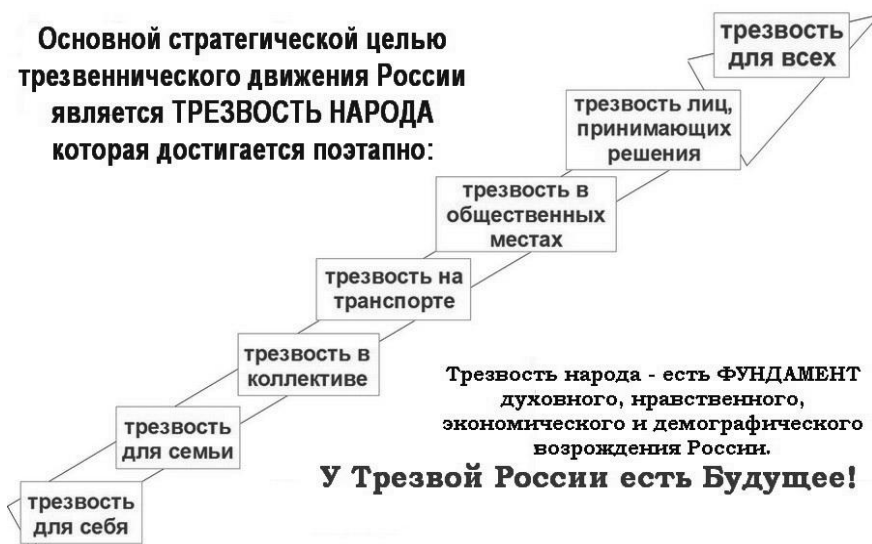 Основной стратегической целью
трезвеннического движения России
является ТРЕЗВОСТЬ НАРОДА
которая достигается поэтапно:
трезвость
для всех
трезвость лиц,
принимающих
решения
трезвость в
общественных
местах
трезвость на
транспорте
трезвость в
коллективе
трезвость
для семьи
трезвость
для себя
Трезвость народа - есть ФУНДАМЕНТ
духовного, нравственного,
экономического и демографического
возрождения России.
У Трезвой России есть Будущее!